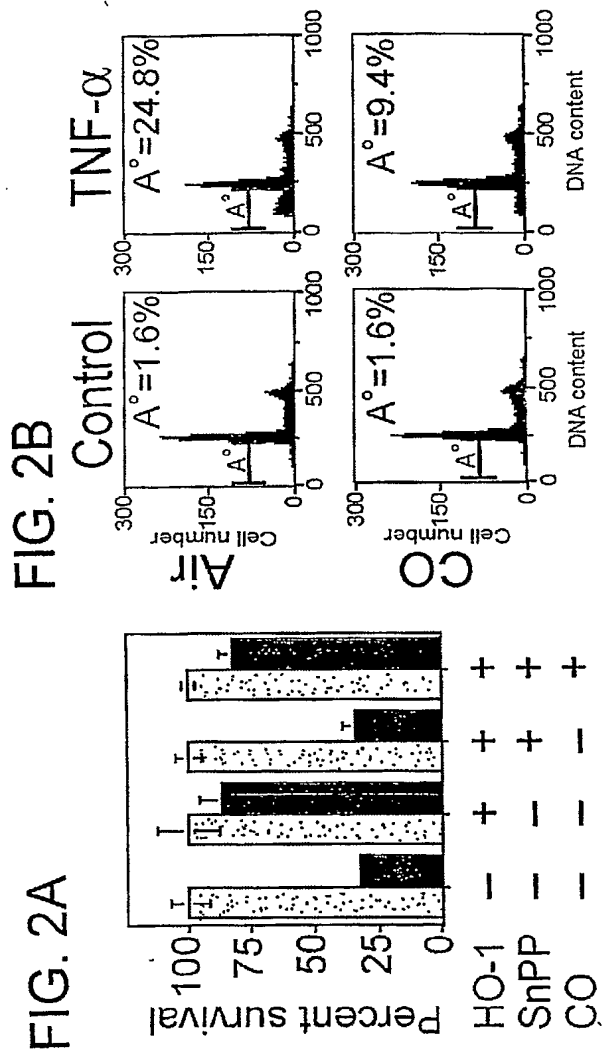 FIG. 2A
Percent survival
100
75
50
25
0
HO-1 − + + +
SnPP − − + +
CO − − − +
FIG. 2B
Control
TNF-α
Air
CO
Cell number
300
150
0
A°=1.6%
A°
0 500 1000
300
150
0
A°=24.8%
A°
0 500 1000
Cell number
300
150
0
A°=1.6%
A°
0 500 1000
DNA content
300
150
0
A°=9.4%
A°
0 500 1000
DNA content